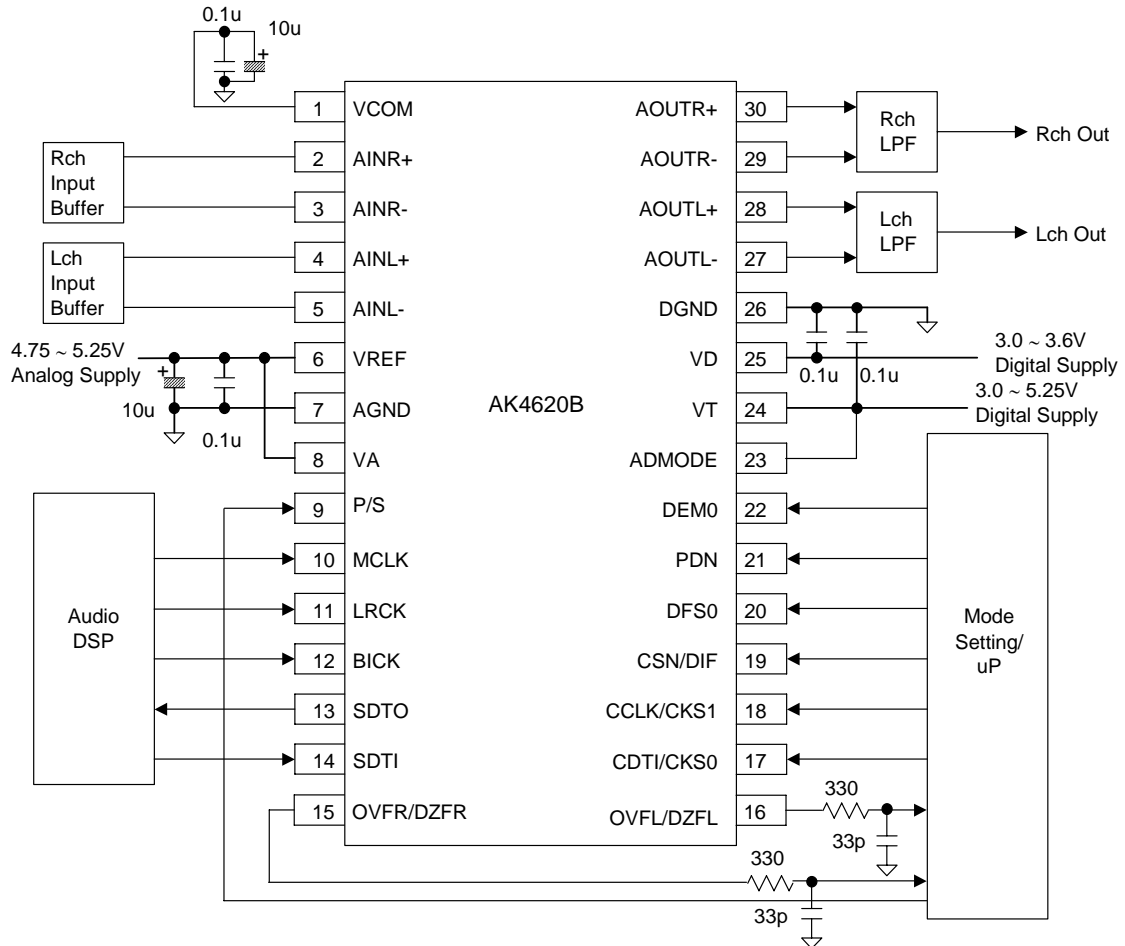 0.1u
10u
+
1 VCOM
AOUTR+ 30
Rch
LPF
Rch Out
Rch
Input
Buffer
2 AINR+
AOUTR- 29
3 AINR-
AOUTL+ 28
Lch
LPF
Lch Out
Lch
Input
Buffer
4 AINL+
AOUTL- 27
5 AINL-
DGND 26
4.75 ~ 5.25V
Analog Supply
+
10u
0.1u
6 VREF
VD 25
0.1u
0.1u
3.0 ~ 3.6V
Digital Supply
7 AGND
AK4620B
VT 24
3.0 ~ 5.25V
Digital Supply
8 VA
ADMODE 23
9 P/S
DEM0 22
10 MCLK
PDN 21
Audio
DSP
11 LRCK
DFS0 20
Mode
Setting/
uP
12 BICK
CSN/DIF 19
13 SDTO
CCLK/CKS1 18
14 SDTI
CDTI/CKS0 17
15 OVFR/DZFR
OVFL/DZFL 16
330
33p
330
33p